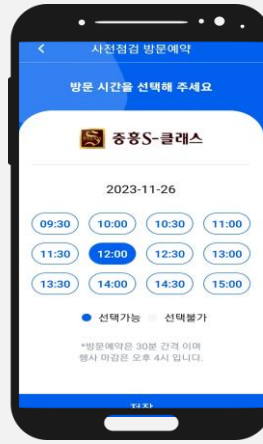 사전점검 방문예약
방문 시간을 선택해 주세요
중흥S-클래스
2023-11-26
09:30 10:00 10:30 11:00
11:30 12:00 12:30 13:00
13:30 14:00 14:30 15:00
선택가능 선택불가
*방문예약은 30분 간격 이며
행사 마감은 오후 4시 입니다.
저장